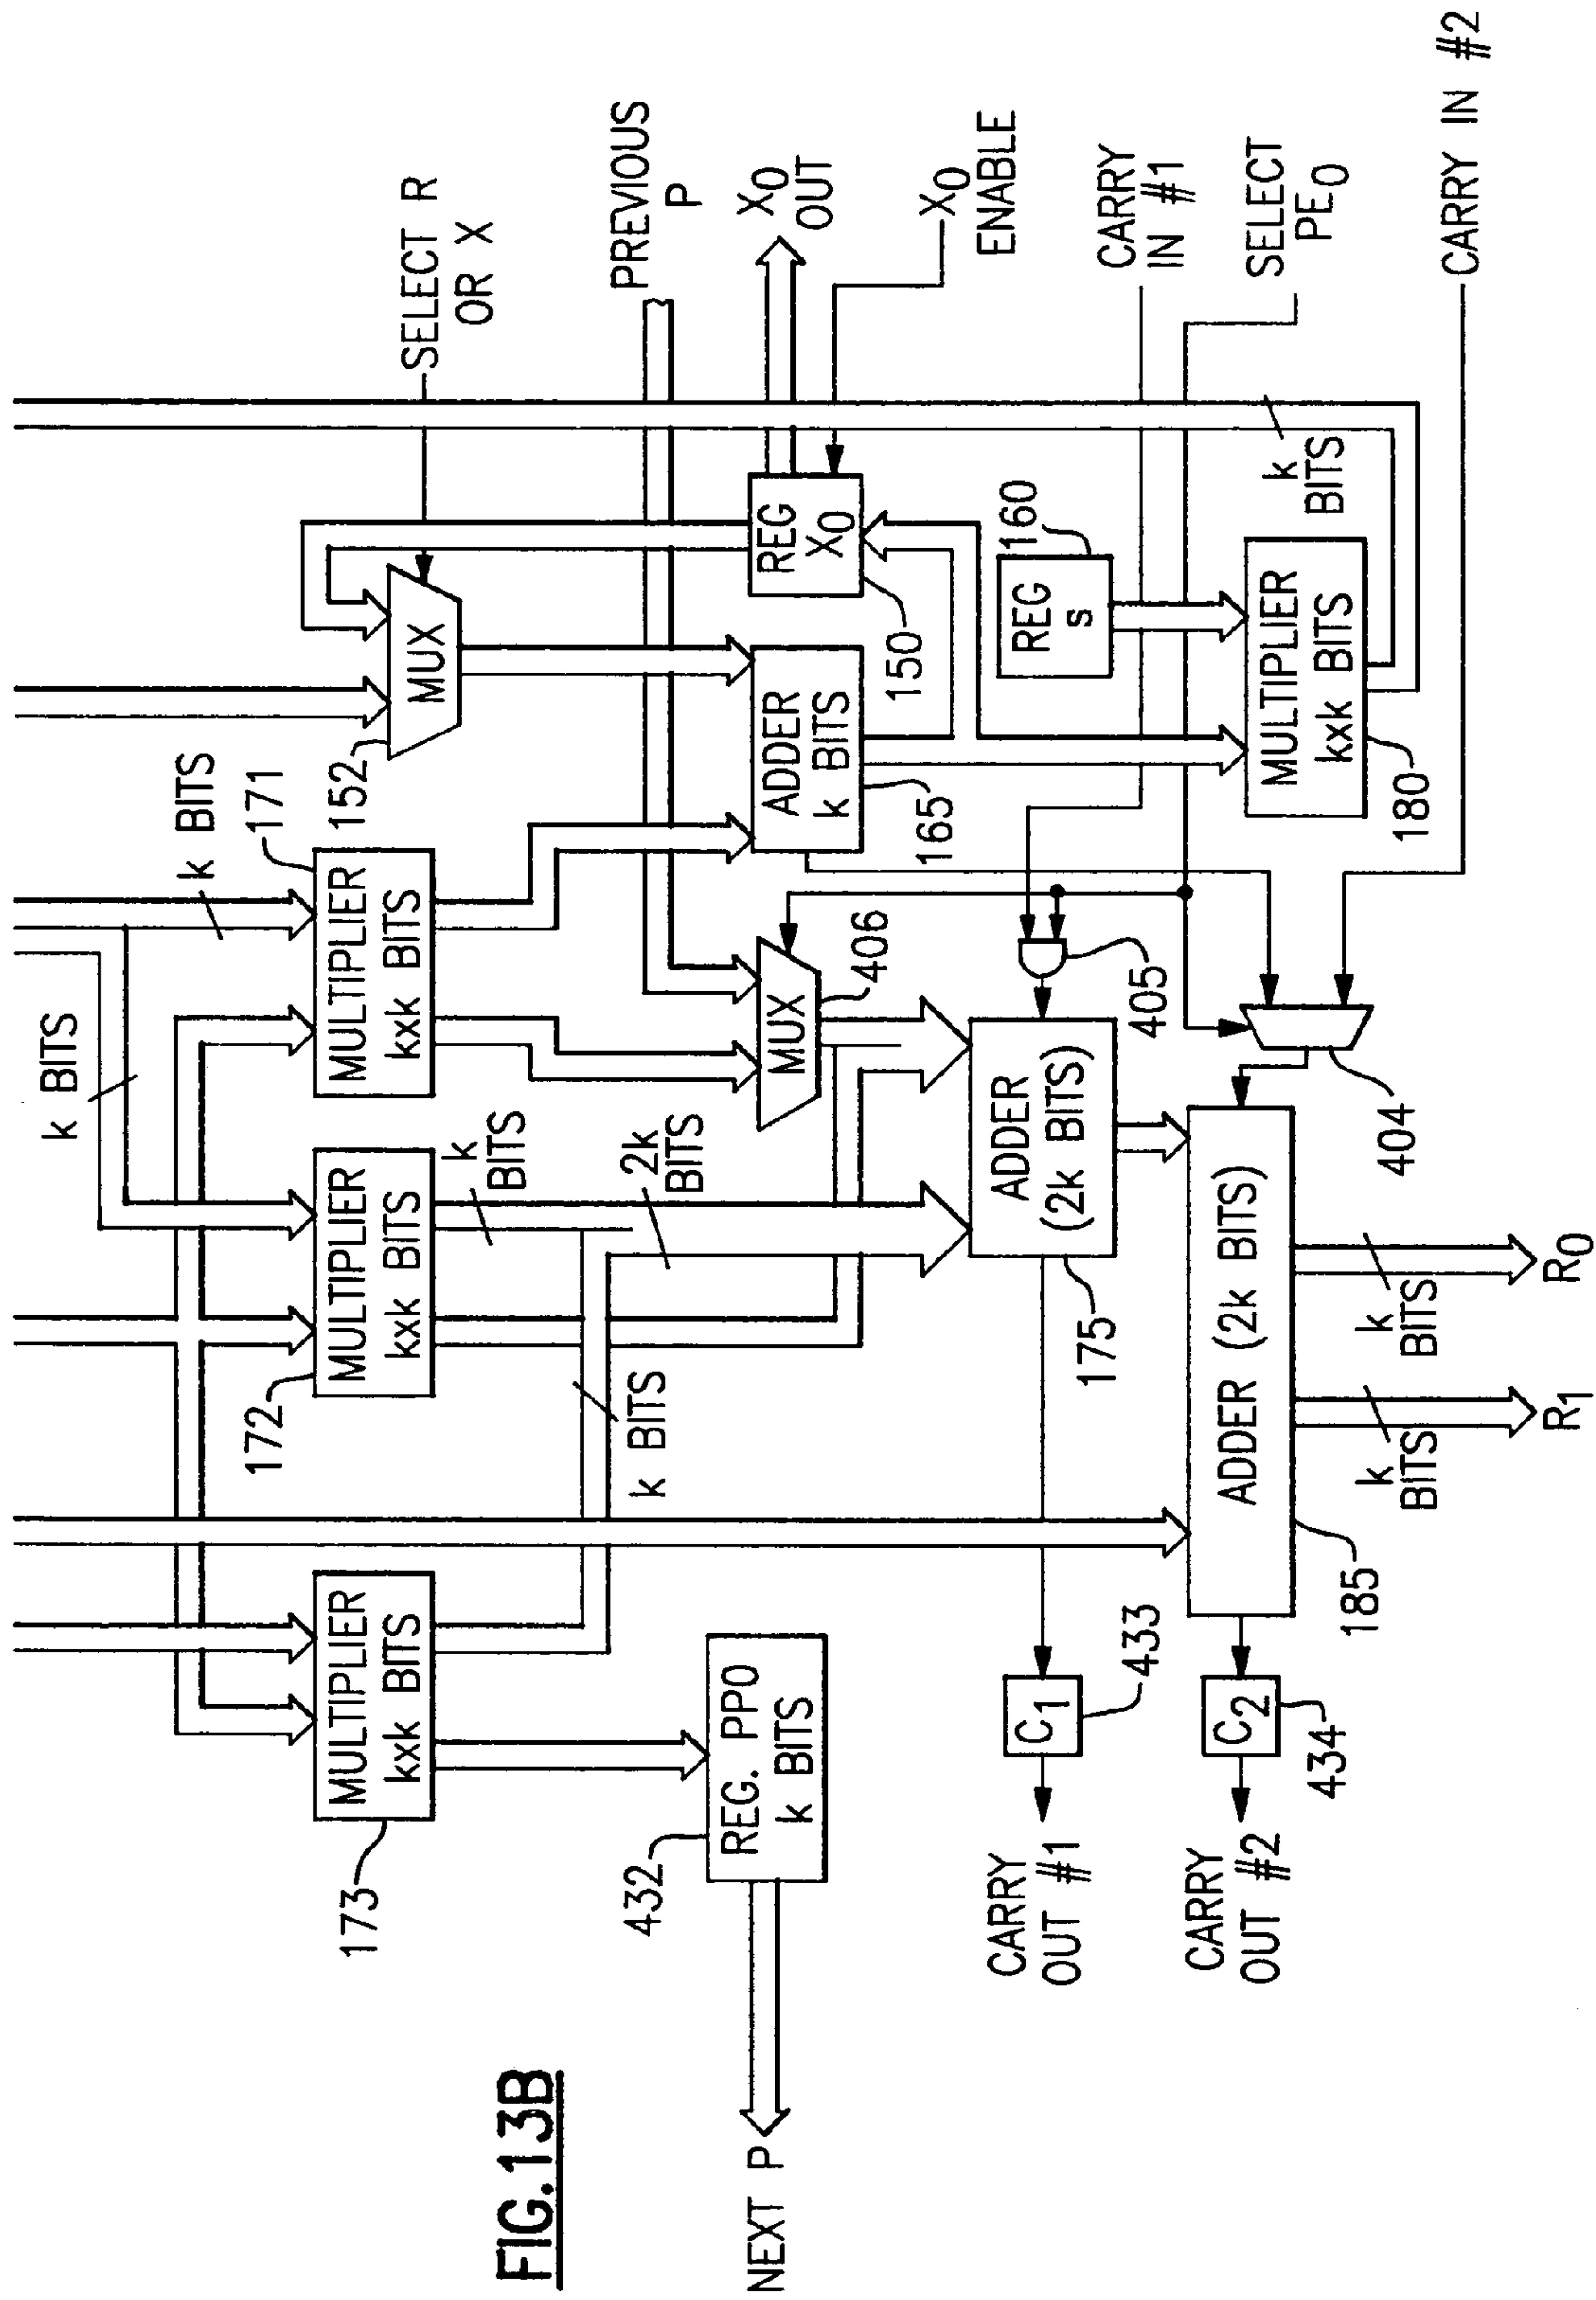 SELECT R
OR X
PREVIOUS
P
X0
OUT
X0
ENABLE
CARRY
IN #1
SELECT
PE0
CARRY IN #2
k
BITS
MUX
152
REG
X0
150
REG
s
160
MULTIPLIER
kxk BITS
180
ADDER
k BITS
165
k BITS
171
MULTIPLIER
kxk BITS
k BITS
MUX
406
405
404
MULTIPLIER
kxk BITS
172
k
BITS
2k
BITS
k BITS
ADDER
(2k BITS)
175
ADDER (2k BITS)
185
k
BITS
R0
k
BITS
R1
MULTIPLIER
kxk BITS
173
REG. PP0
k BITS
432
C1
433
C2
434
CARRY
OUT #1
CARRY
OUT #2
NEXT P
FIG.13B